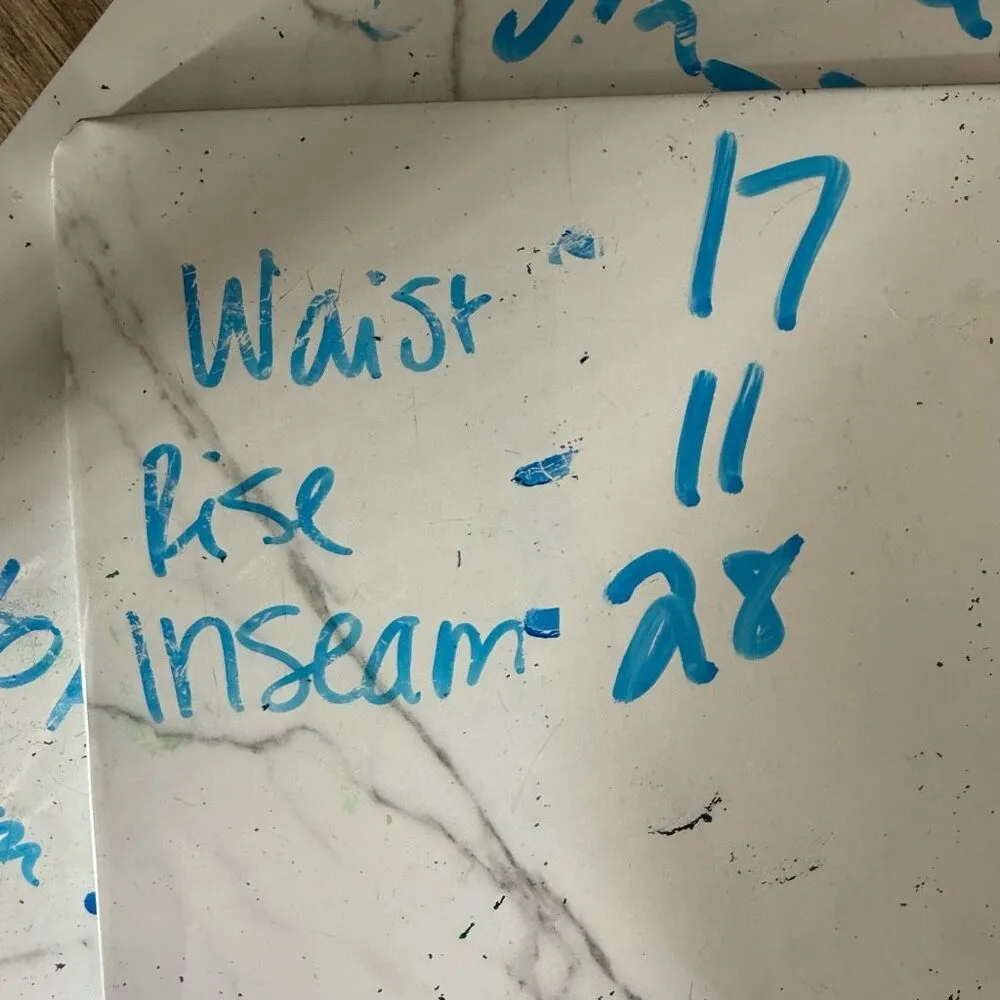 Waist - 17
Rise - 11
Inseam - 28